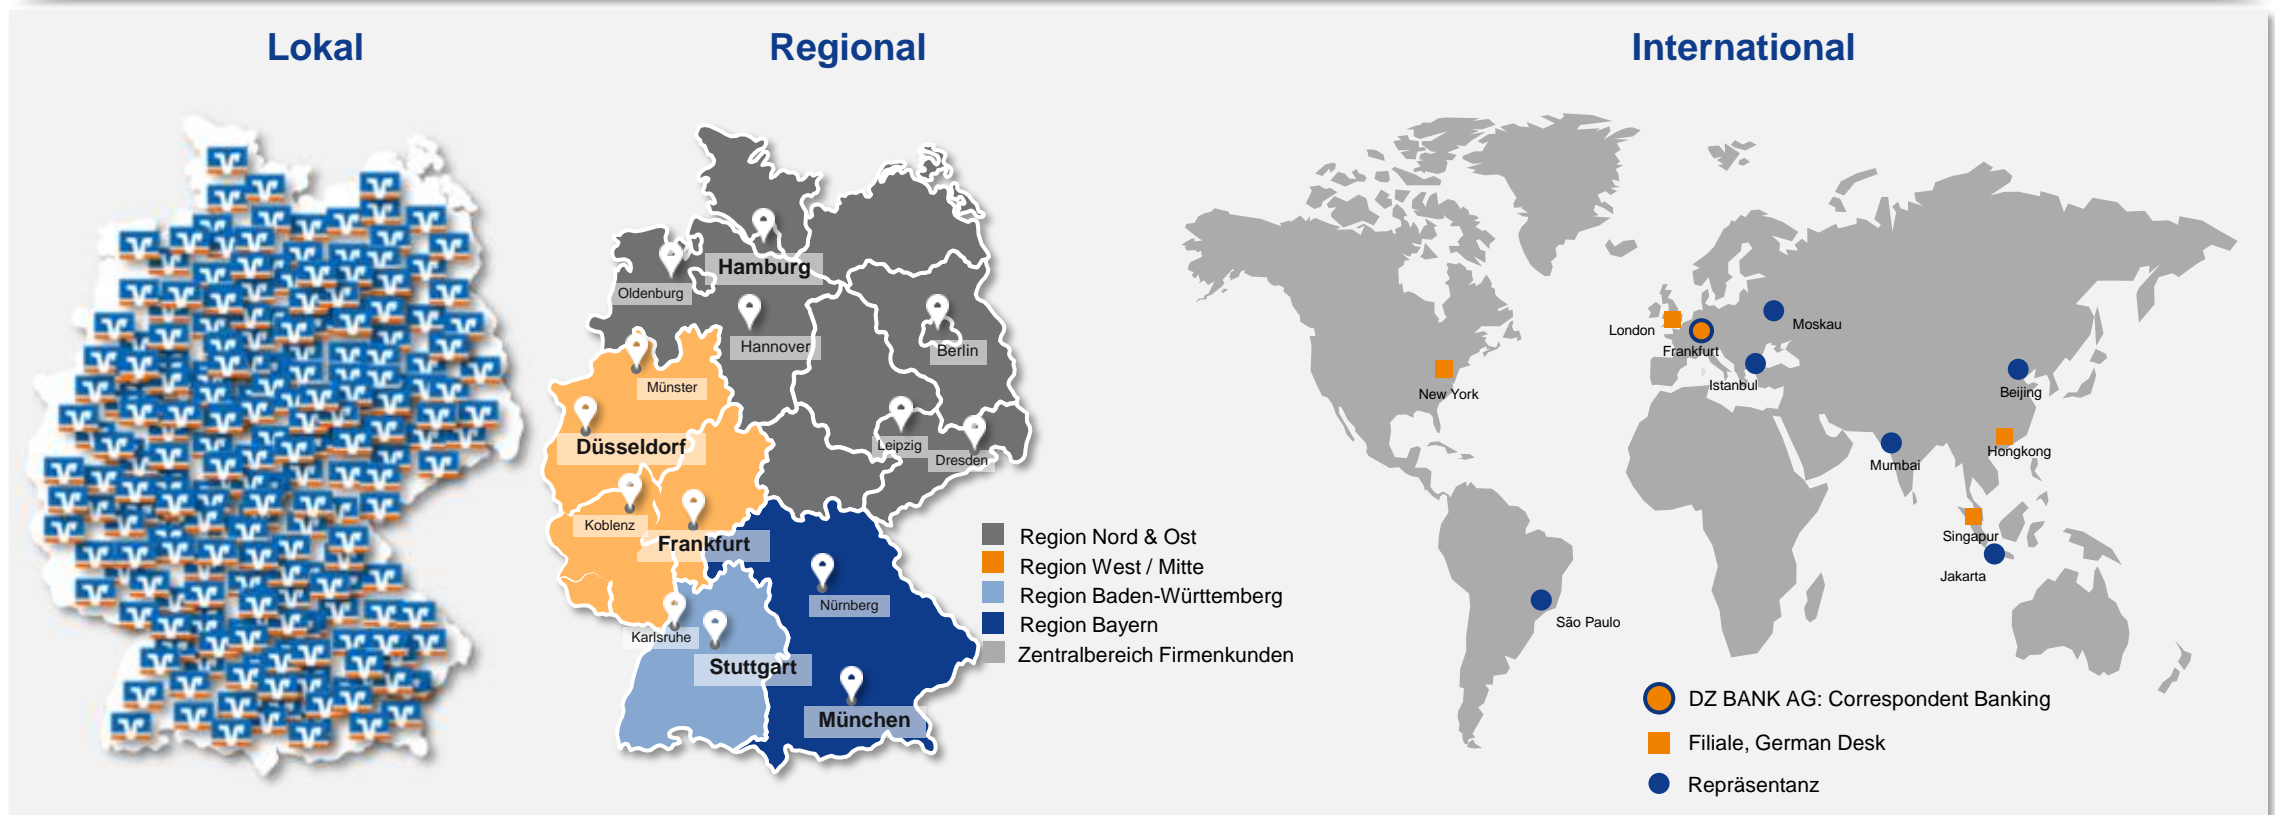 Lokal
Regional
International
Hamburg
Oldenburg
Hannover
Berlin
Münster
Düsseldorf
Leipzig
Dresden
Koblenz
Frankfurt
Nürnberg
Karlsruhe
Stuttgart
München
Region Nord & Ost
Region West / Mitte
Region Baden-Württemberg
Region Bayern
Zentralbereich Firmenkunden
London
Moskau
Frankfurt
Istanbul
New York
Beijing
Hongkong
Mumbai
Singapur
Jakarta
São Paulo
DZ BANK AG: Correspondent Banking
Filiale, German Desk
Repräsentanz